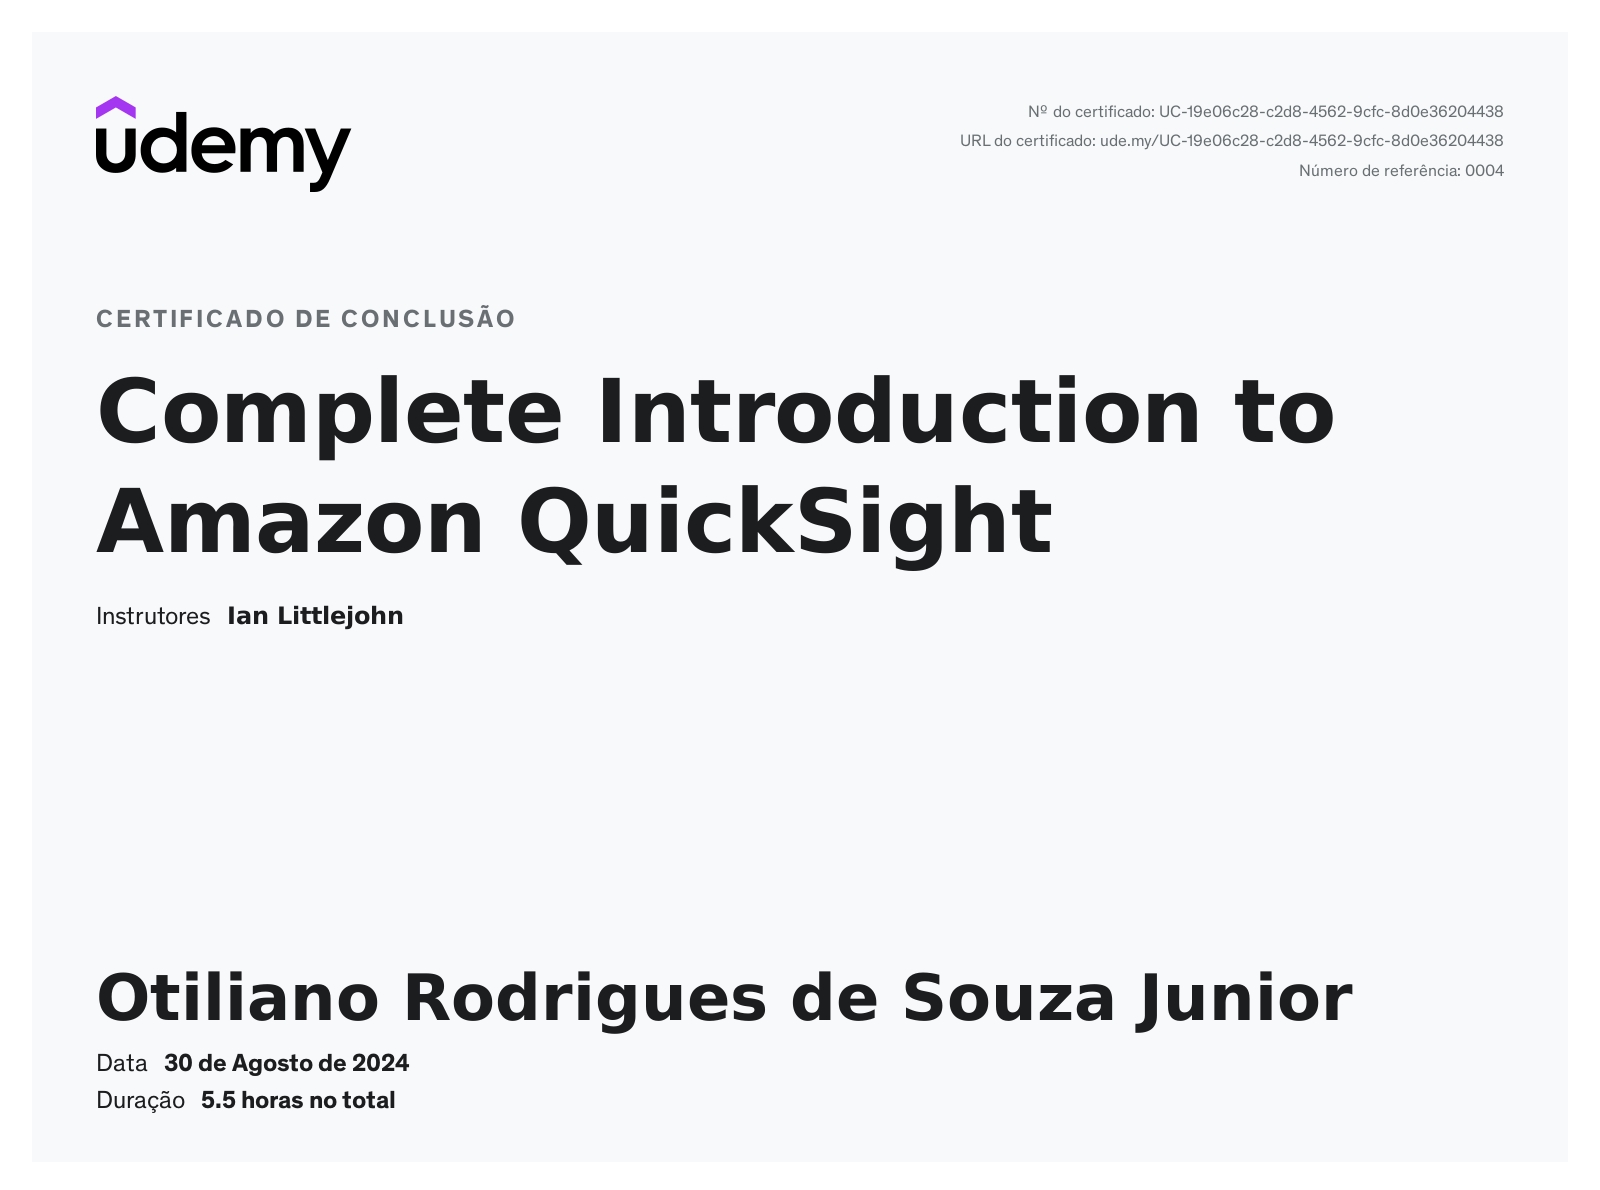 udemy
Nº do certificado: UC-19e06c28-c2d8-4562-9cfc-8d0e36204438
URL do certificado: ude.my/UC-19e06c28-c2d8-4562-9cfc-8d0e36204438
Número de referência: 0004
CERTIFICADO DE CONCLUSÃO
Complete Introduction to
Amazon QuickSight
Instrutores Ian Littlejohn
Otiliano Rodrigues de Souza Junior
Data 30 de Agosto de 2024
Duração 5.5 horas no total